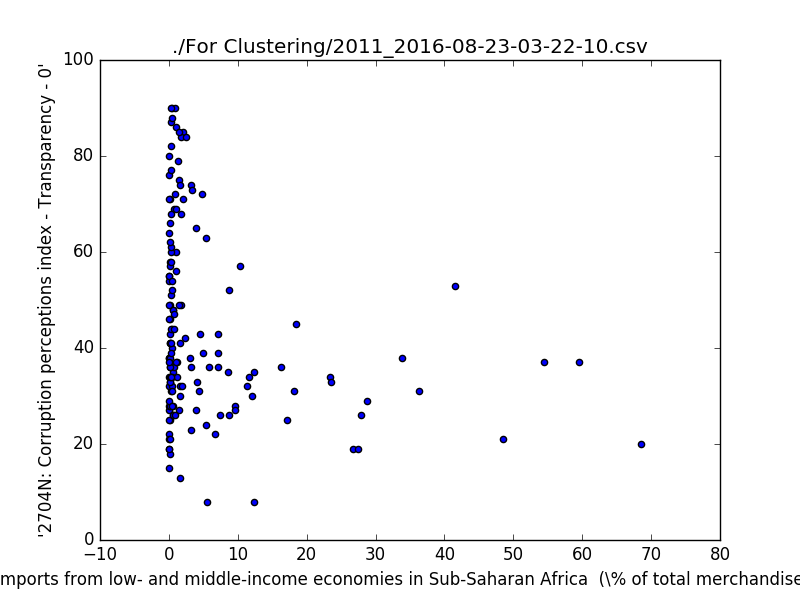 ./For Clustering/2011_2016-08-23-03-22-10.csv
'2704N: Corruption perceptions index - Transparency - 0'
100
80
60
40
20
0
−10 0 10 20 30 40 50 60 70 80
mports from low- and middle-income economies in Sub-Saharan Africa (\% of total merchandise